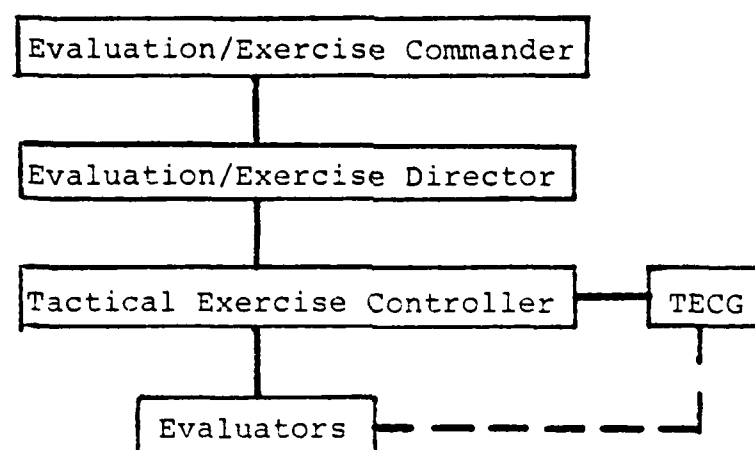 Evaluation/Exercise Commander
Evaluation/Exercise Director
Tactical Exercise Controller
TECG
Evaluators